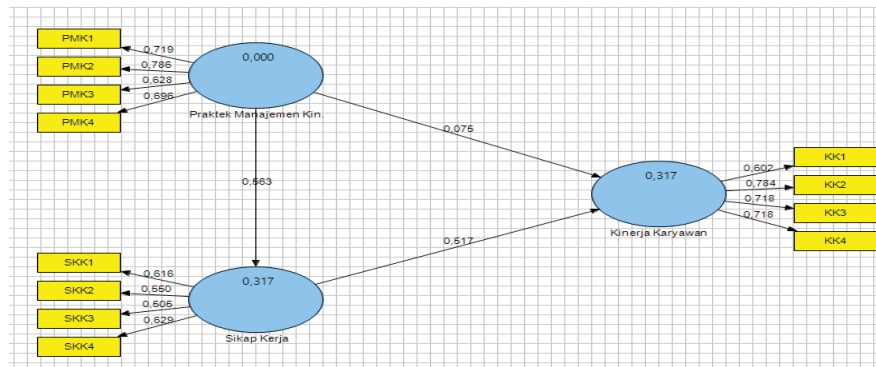 PMK1
0,719
PMK2
0,786
PMK3
0,628
PMK4
0,696
0,000
Praktek Manajemen Kin.
0,075
0,563
0,317
Kinerja Karyawan
0,602
KK1
0,784
KK2
0,718
KK3
0,718
KK4
0,517
SKK1
0,616
SKK2
0,550
SKK3
0,505
SKK4
0,629
0,317
Sikap Kerja